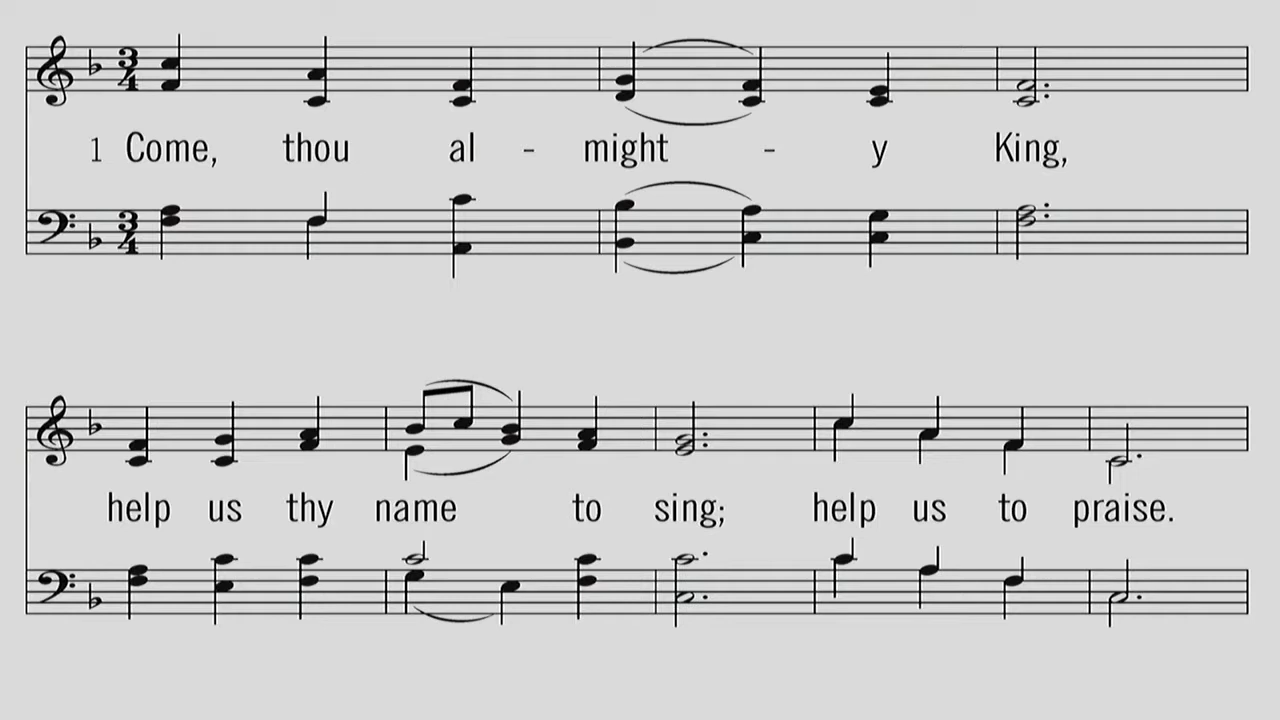 1 Come, thou al - might - y King,
help us thy name to sing; help us to praise.